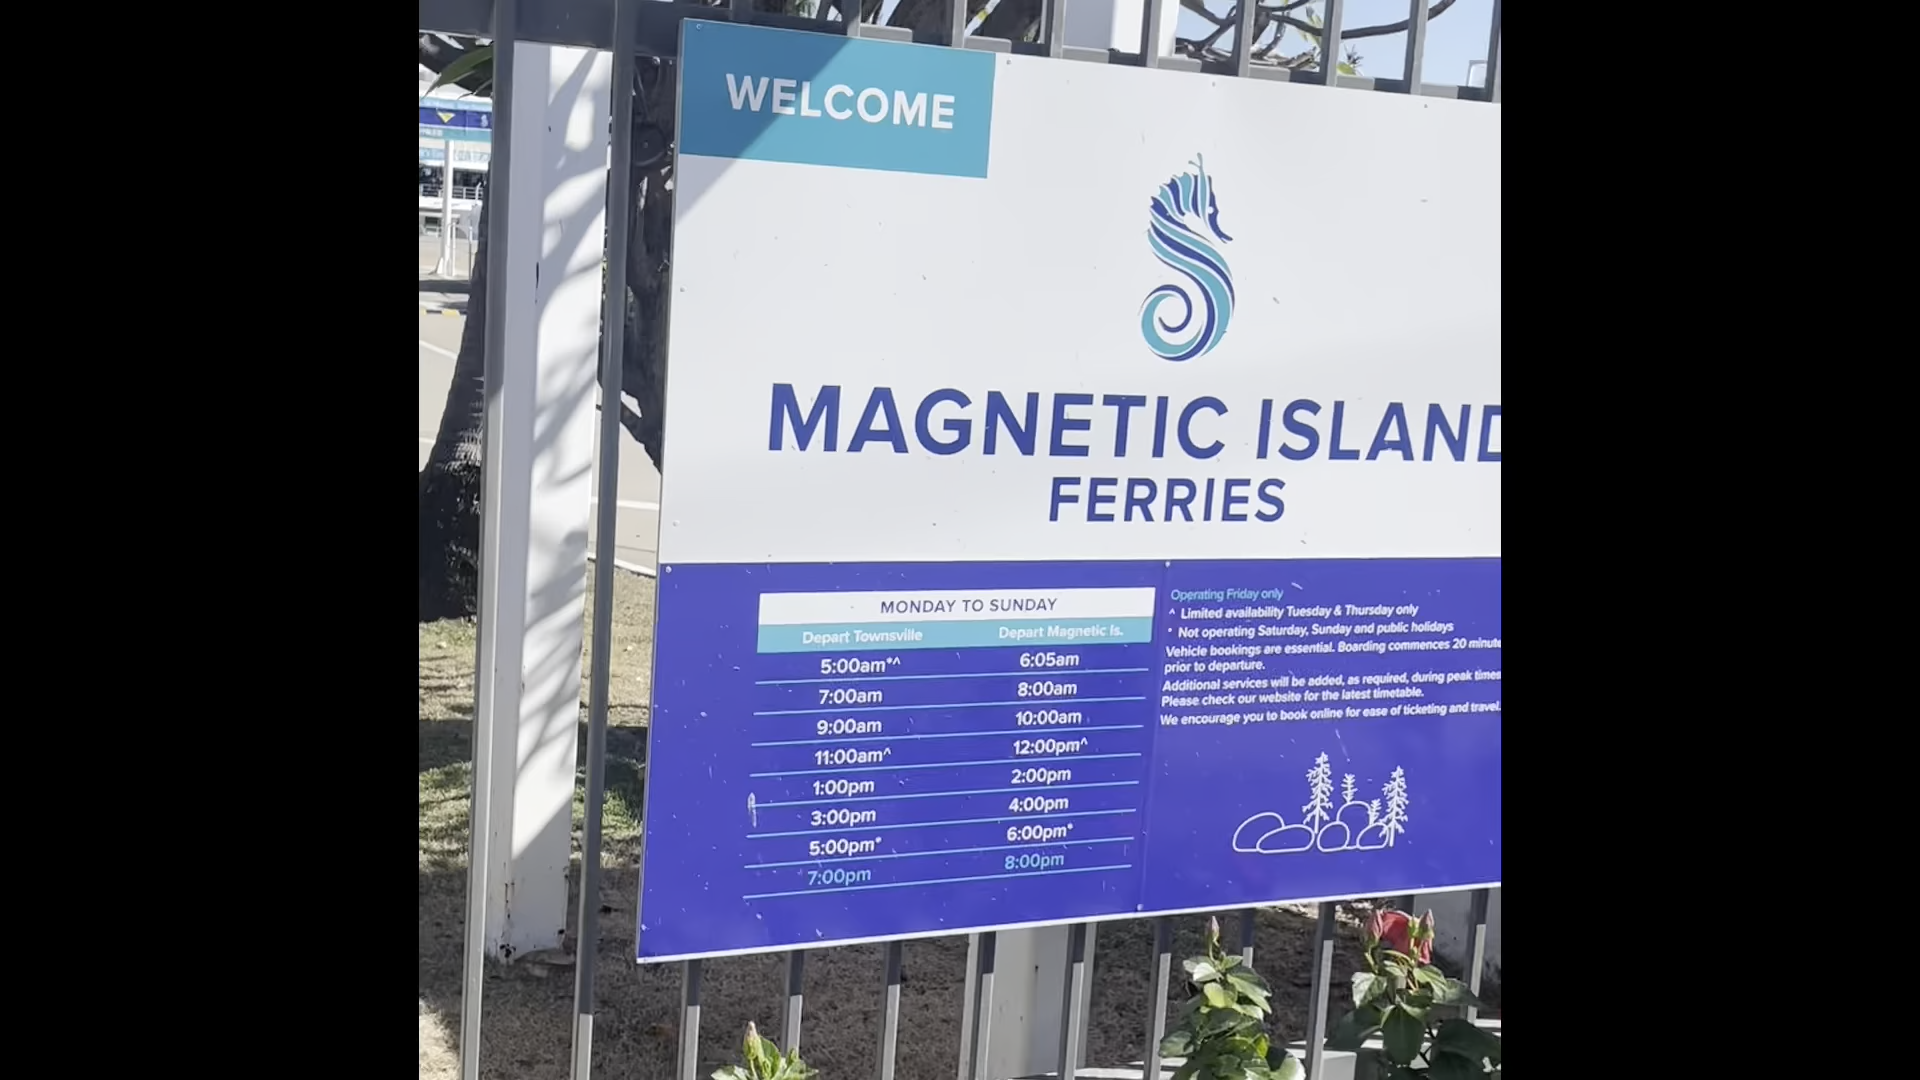 WELCOME
MAGNETIC ISLAND
FERRIES
MONDAY TO SUNDAY
Depart Townsville Depart Magnetic Is.
5:00am*^ 6:05am
7:00am 8:00am
9:00am 10:00am
11:00am^ 12:00pm^
1:00pm 2:00pm
3:00pm 4:00pm
5:00pm* 6:00pm*
7:00pm 8:00pm
Operating Friday only
^ Limited availability Tuesday & Thursday only
* Not operating Saturday, Sunday and public holidays
Vehicle bookings are essential. Boarding commences 20 minute
prior to departure.
Additional services will be added, as required, during peak times
Please check our website for the latest timetable.
We encourage you to book online for ease of ticketing and travel.